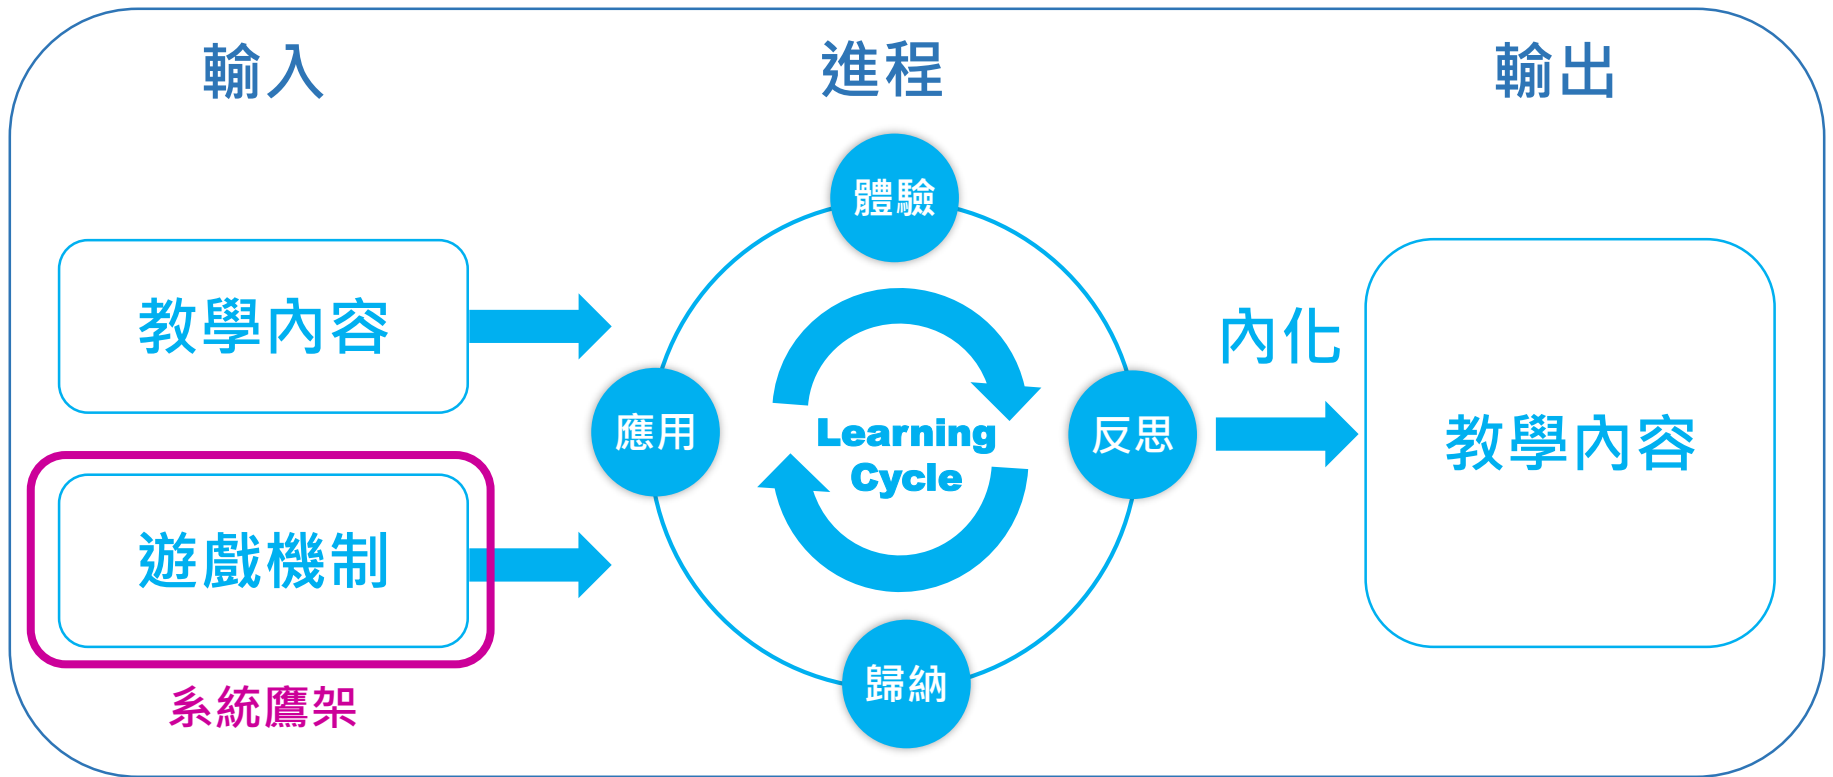 輸入
進程
輸出
體驗
教學內容
內化
應用
Learning
Cycle
反思
教學內容
遊戲機制
歸納
系統鷹架